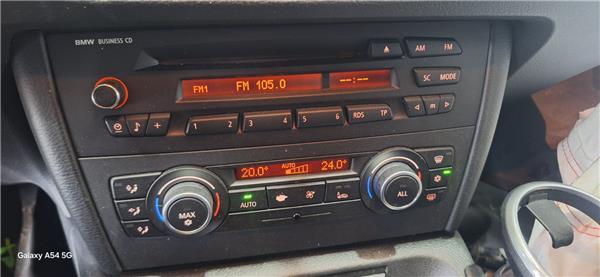 BMW BUSINESS CD
AM FM
FM1 FM 105.0 --:--
SC MODE
1 2 3 4 5 6 RDS TP m
20.0° AUTO 24.0°
MAX AUTO ALL
Galaxy A54 5G